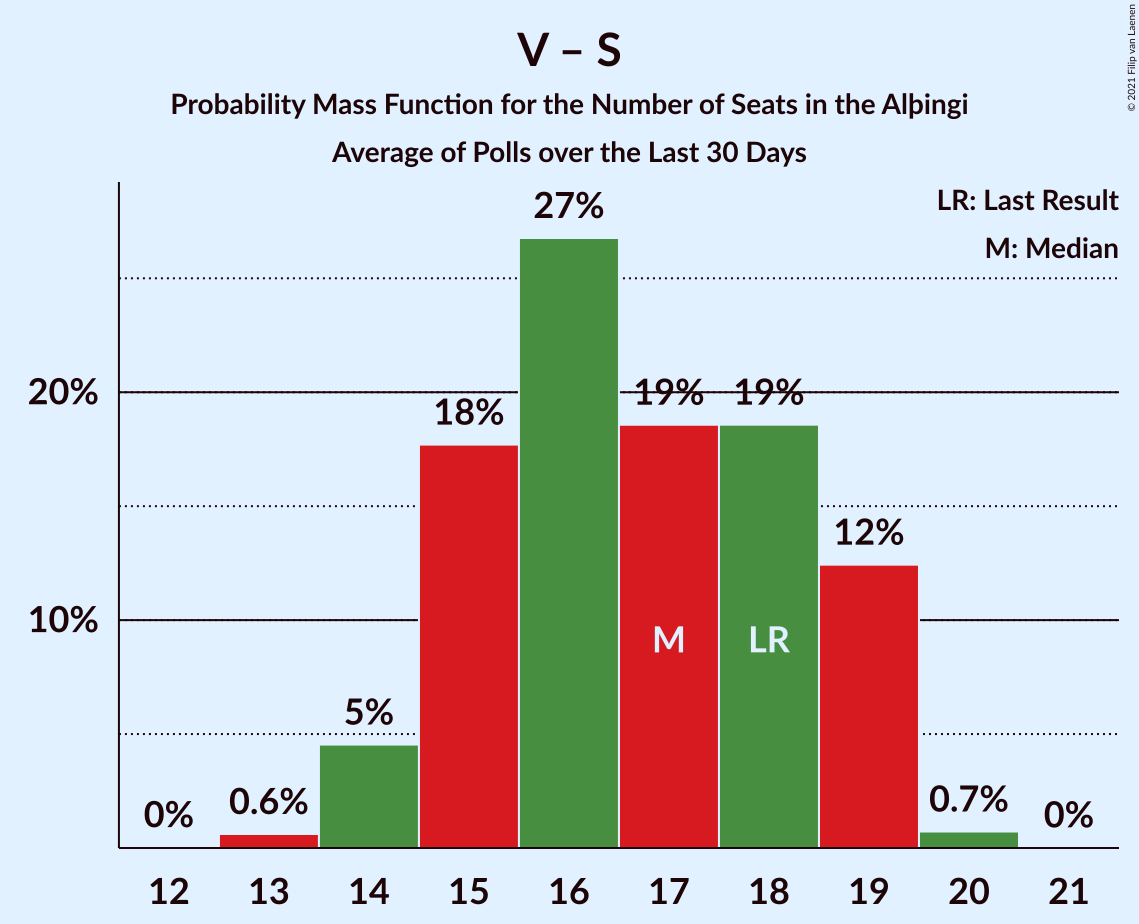 V – S
Probability Mass Function for the Number of Seats in the Alþingi
Average of Polls over the Last 30 Days
© 2021 Filip van Laenen
LR: Last Result
M: Median
27%
20%
19% 19%
18%
12%
10%
M LR
5%
0% 0.6% 0.7% 0%
12 13 14 15 16 17 18 19 20 21